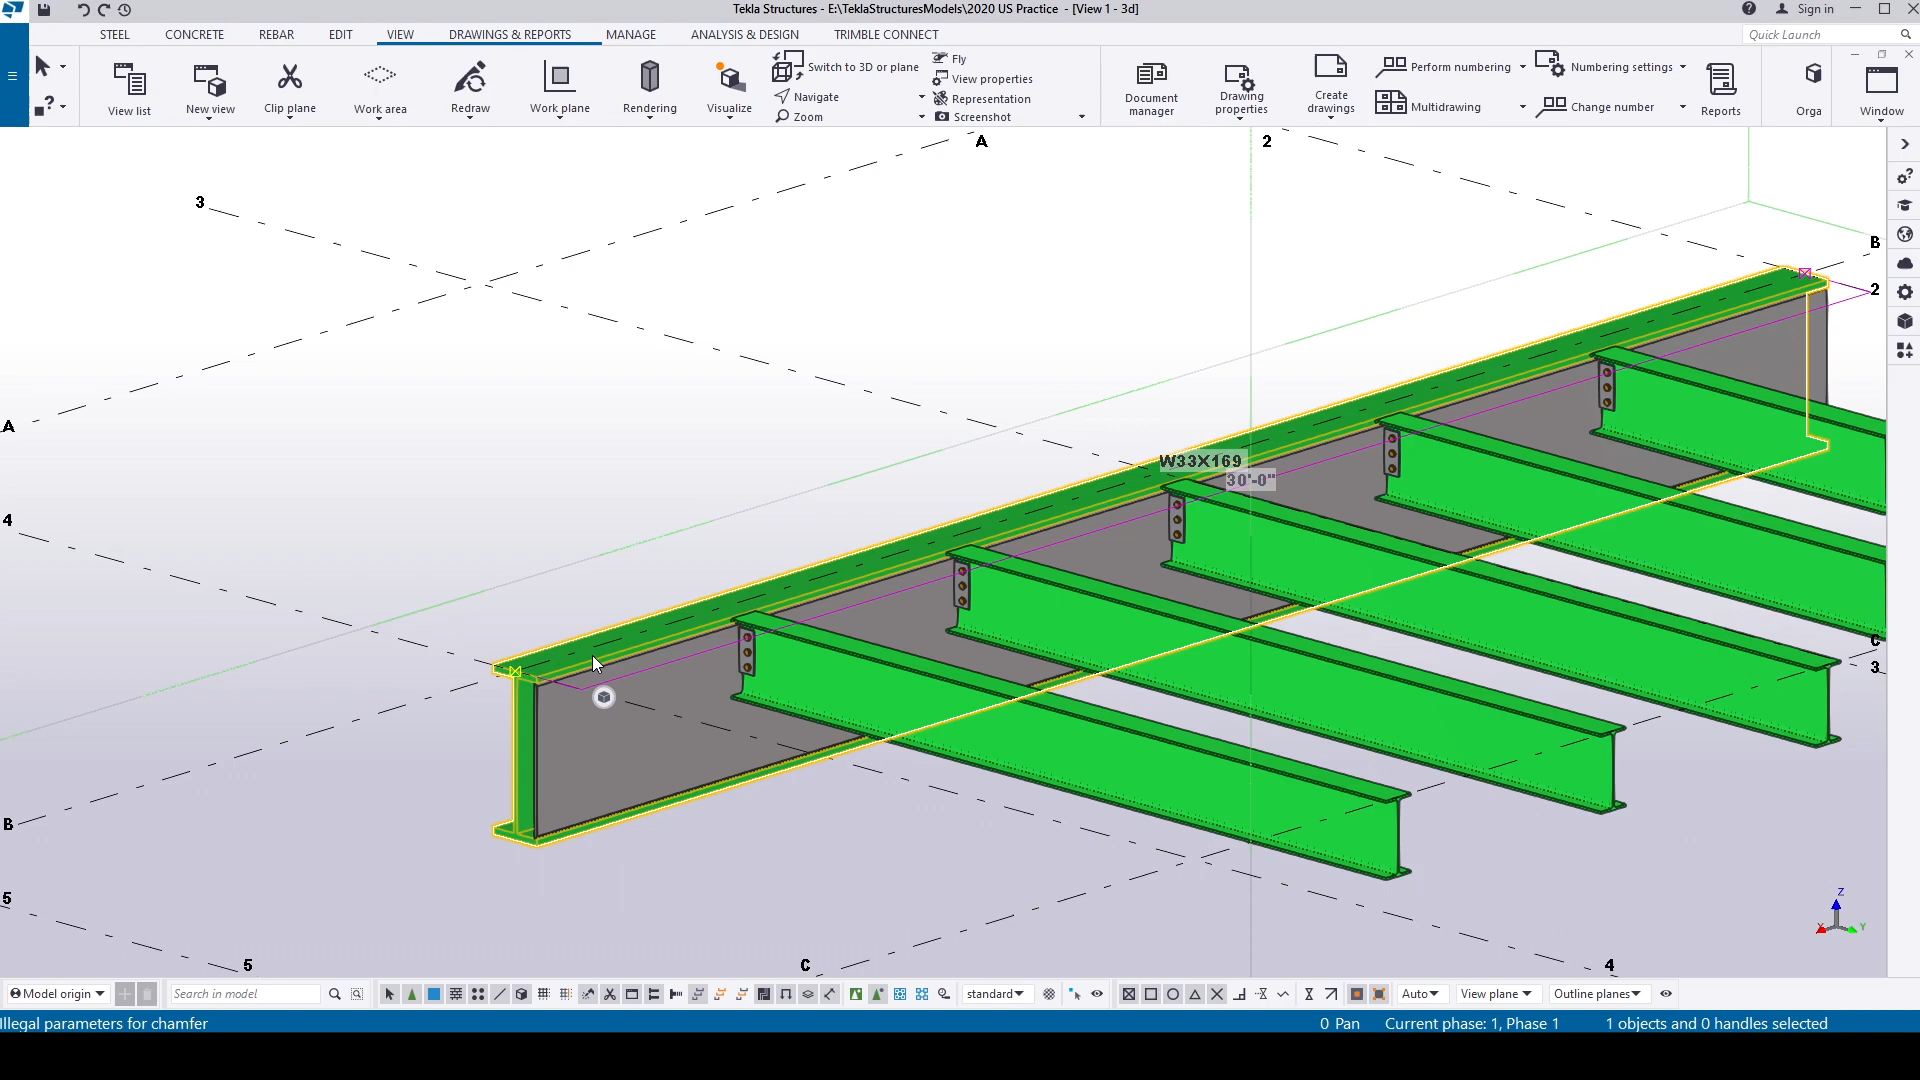 Tekla Structures - E:\TeklaStructuresModels\2020 US Practice - [View 1 - 3d]
Sign in
STEEL CONCRETE REBAR EDIT VIEW DRAWINGS & REPORTS MANAGE ANALYSIS & DESIGN TRIMBLE CONNECT
Quick Launch
View list
New view
Clip plane
Work area
Redraw
Work plane
Rendering
Visualize
Switch to 3D or plane
Navigate
Zoom
Fly
View properties
Representation
Screenshot
Document
manager
Drawing
properties
Create
drawings
Perform numbering
Multidrawing
Numbering settings
Change number
Reports
Orga
Window
A
2
3
B
2
A
W33X169
30'-0"
4
C
3
B
5
Z
X
Y
5
C
4
Model origin
Search in model
standard
Auto
View plane
Outline planes
Illegal parameters for chamfer
0 Pan
Current phase: 1, Phase 1
1 objects and 0 handles selected